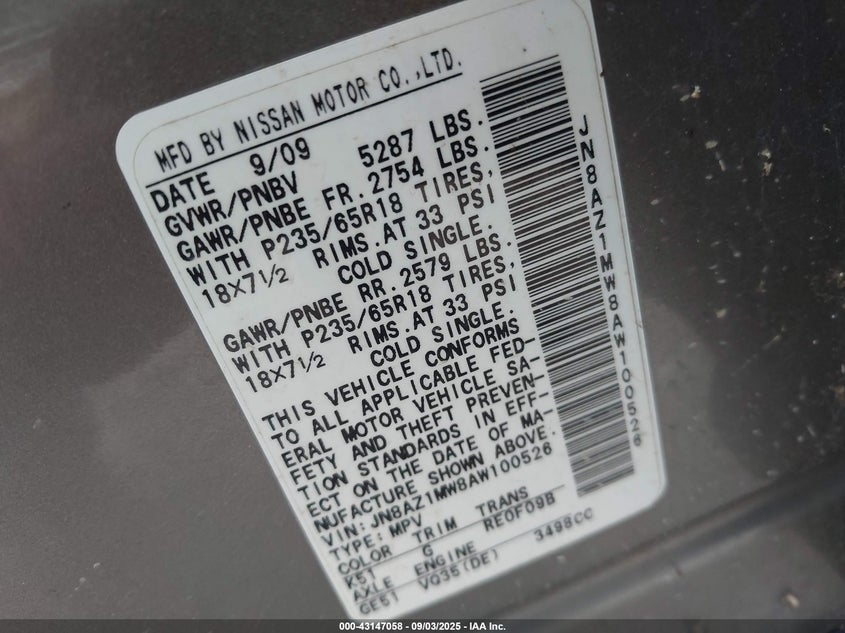 MFD BY NISSAN MOTOR CO.,LTD.
DATE 9/09
GVWR/PNBV 5287 LBS.
GAWR/PNBE FR. 2754 LBS.
WITH P235/65R18 TIRES,
18X7½ RIMS.AT 33 PSI
COLD SINGLE.
GAWR/PNBE RR. 2579 LBS.
WITH P235/65R18 TIRES,
18X7½ RIMS.AT 33 PSI
COLD SINGLE.
THIS VEHICLE CONFORMS
TO ALL APPLICABLE FED-
ERAL MOTOR VEHICLE SA-
FETY AND THEFT PREVEN-
TION STANDARDS IN EFF-
ECT ON THE DATE OF MA-
NUFACTURE SHOWN ABOVE.
VIN: JN8AZ1MW8AW100526
TYPE: MPV
COLOR TRIM TRANS
K51 G RE0F09B
AXLE ENGINE
GE51 VQ35(DE) 3498CC
JN8AZ1MW8AW100526
000-43147058 - 09/03/2025 - IAA Inc.